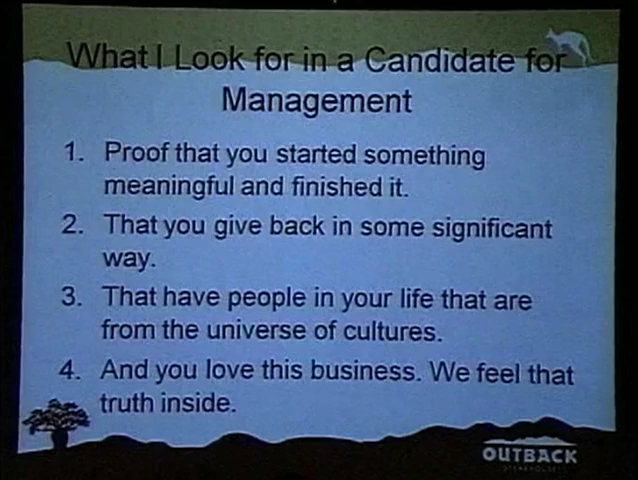 What I Look for in a Candidate for
Management
1. Proof that you started something
meaningful and finished it.
2. That you give back in some significant
way.
3. That have people in your life that are
from the universe of cultures.
4. And you love this business. We feel that
truth inside.
OUTBACK
STEAKHOUSE